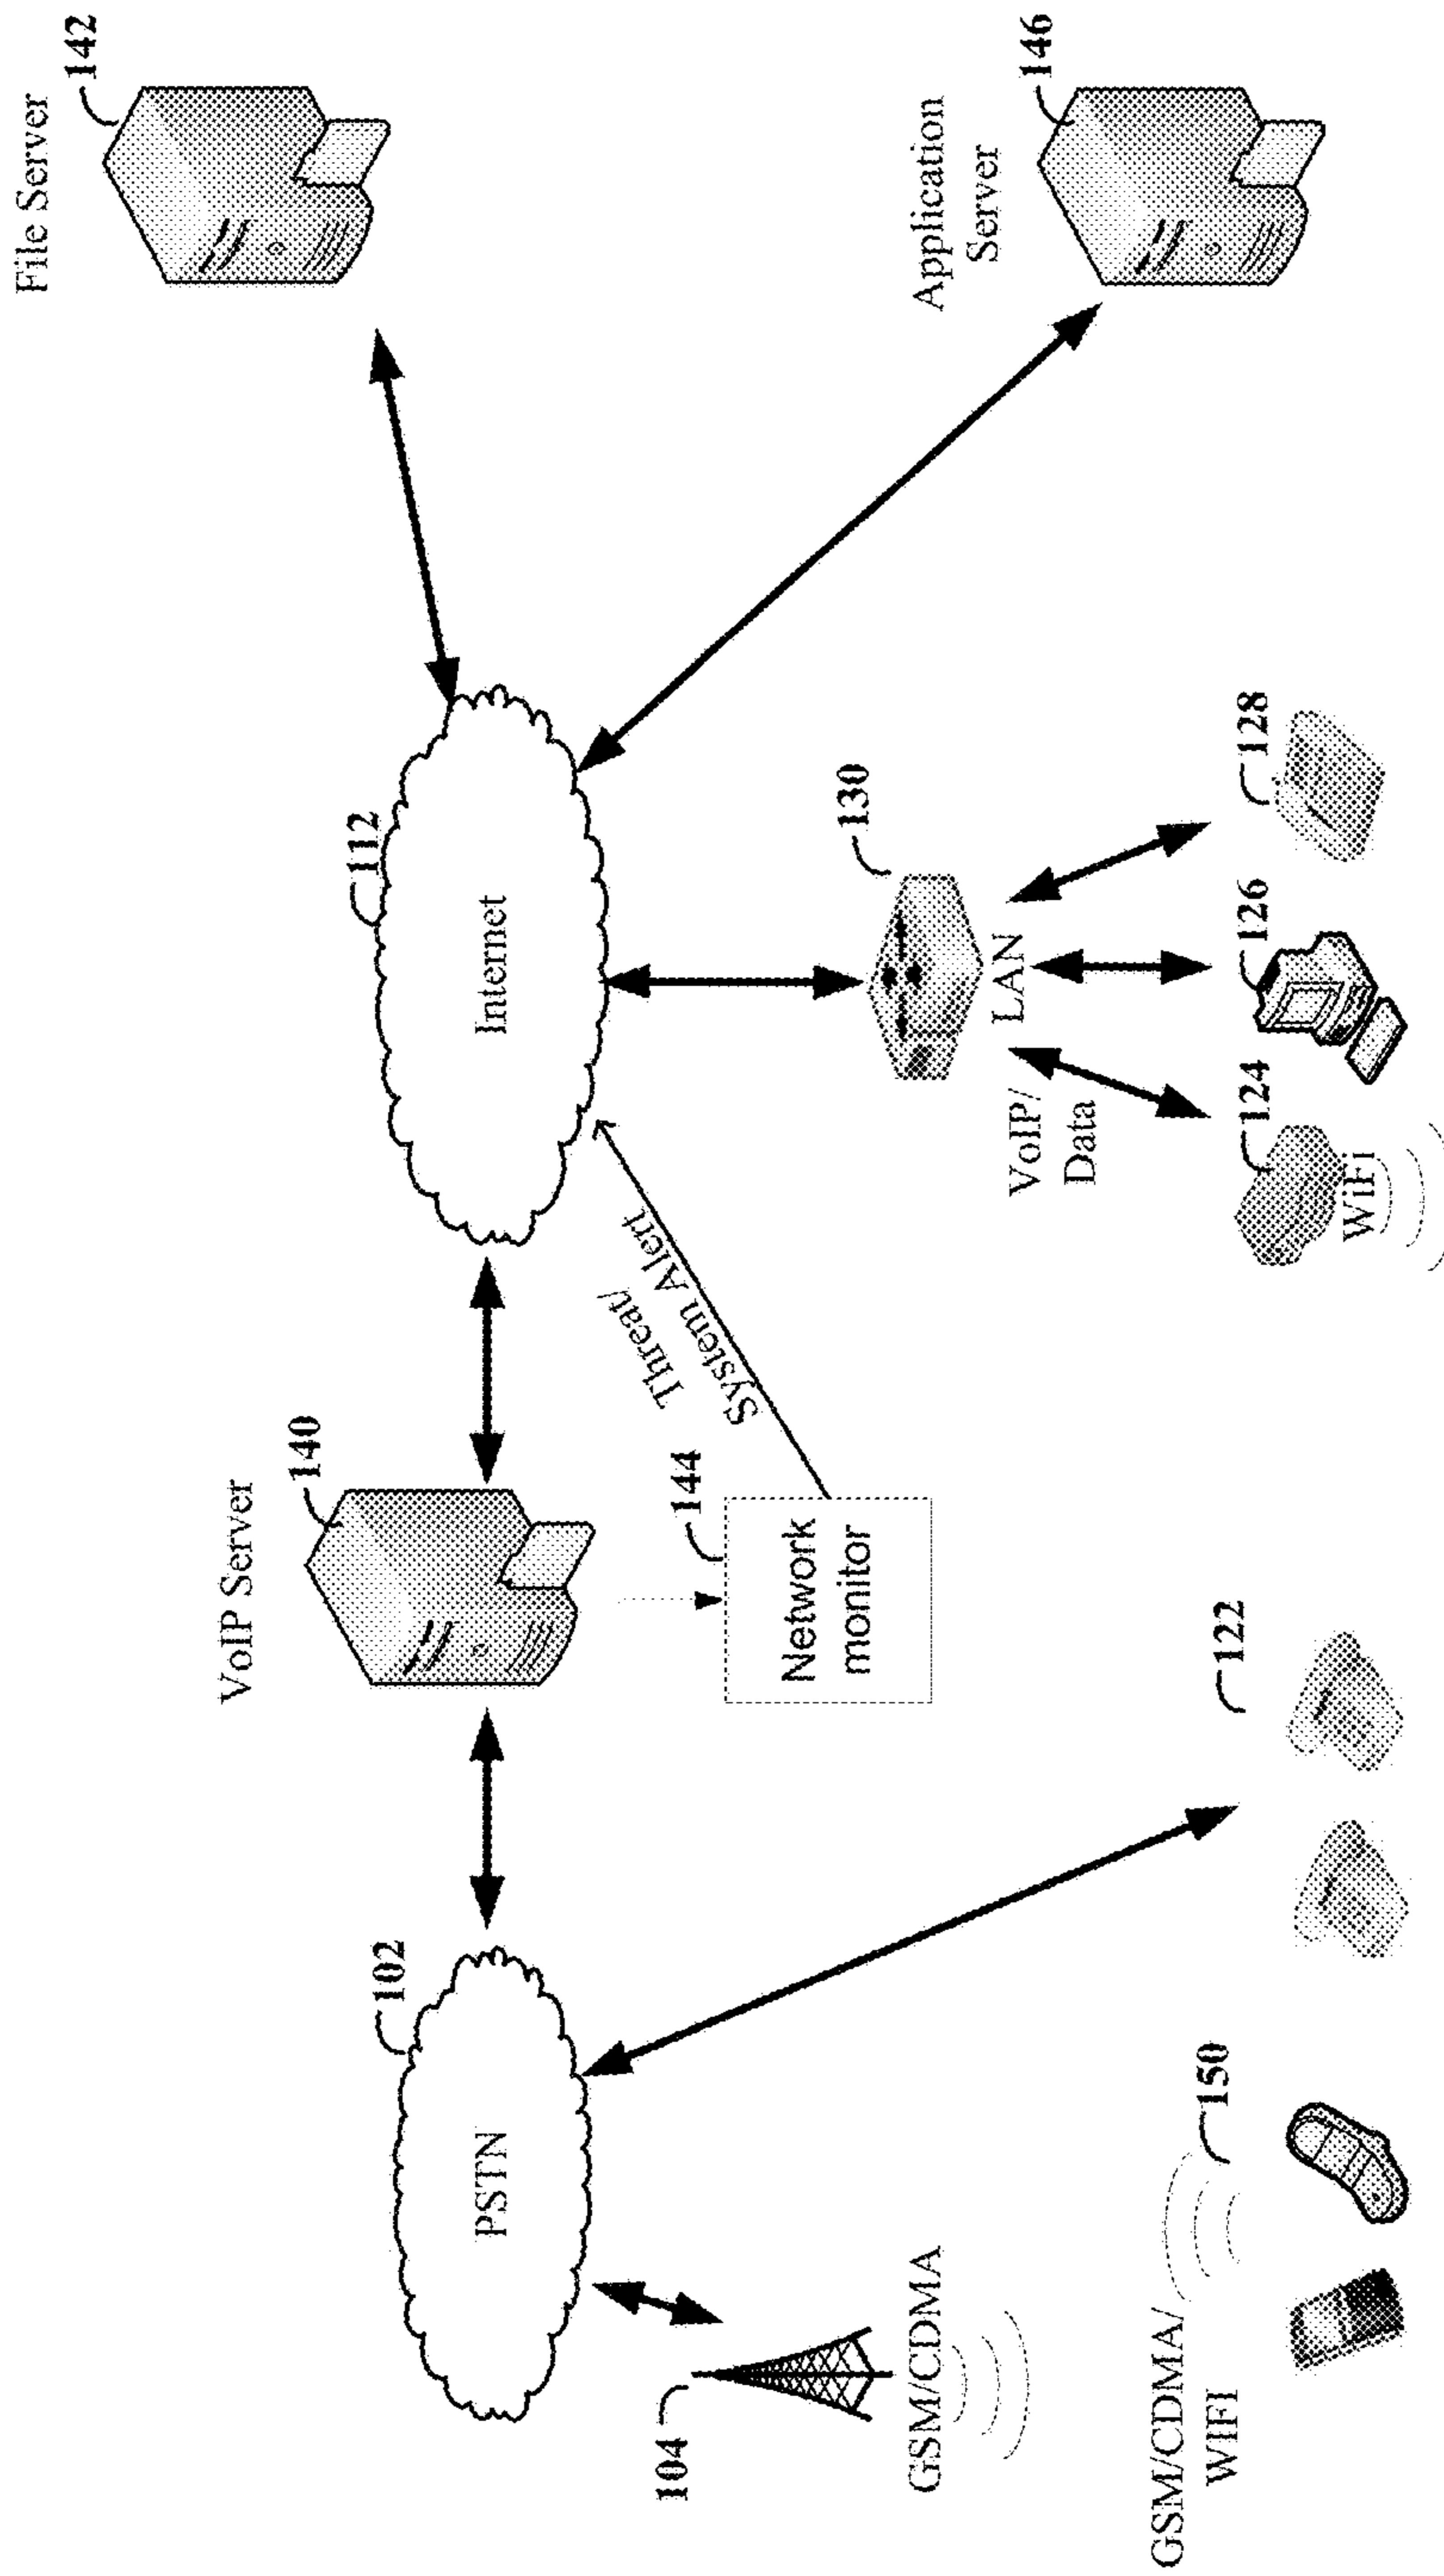 File Server
142
VoIP Server
140
102
112
PSTN
Internet
Threat/
System Alert
144
Network
monitor
104
GSM/CDMA
130
LAN
VoIP/
Data
Application
Server
146
GSM/CDMA/
WIFI
150
122
124
126
128
WiFi